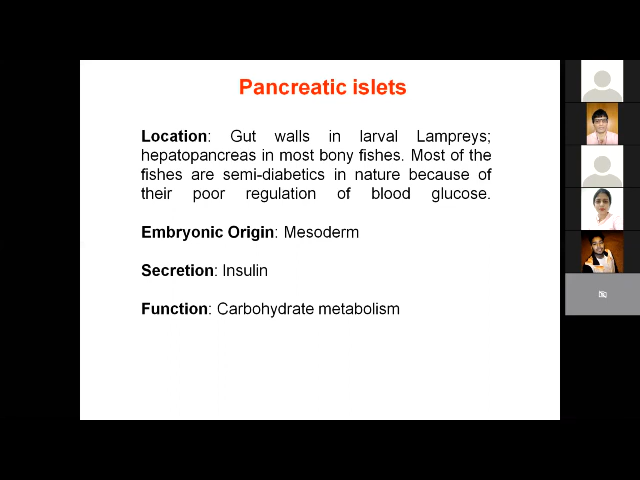 Pancreatic islets
Location: Gut walls in larval Lampreys;
hepatopancreas in most bony fishes. Most of the
fishes are semi-diabetics in nature because of
their poor regulation of blood glucose.
Embryonic Origin: Mesoderm
Secretion: Insulin
Function: Carbohydrate metabolism